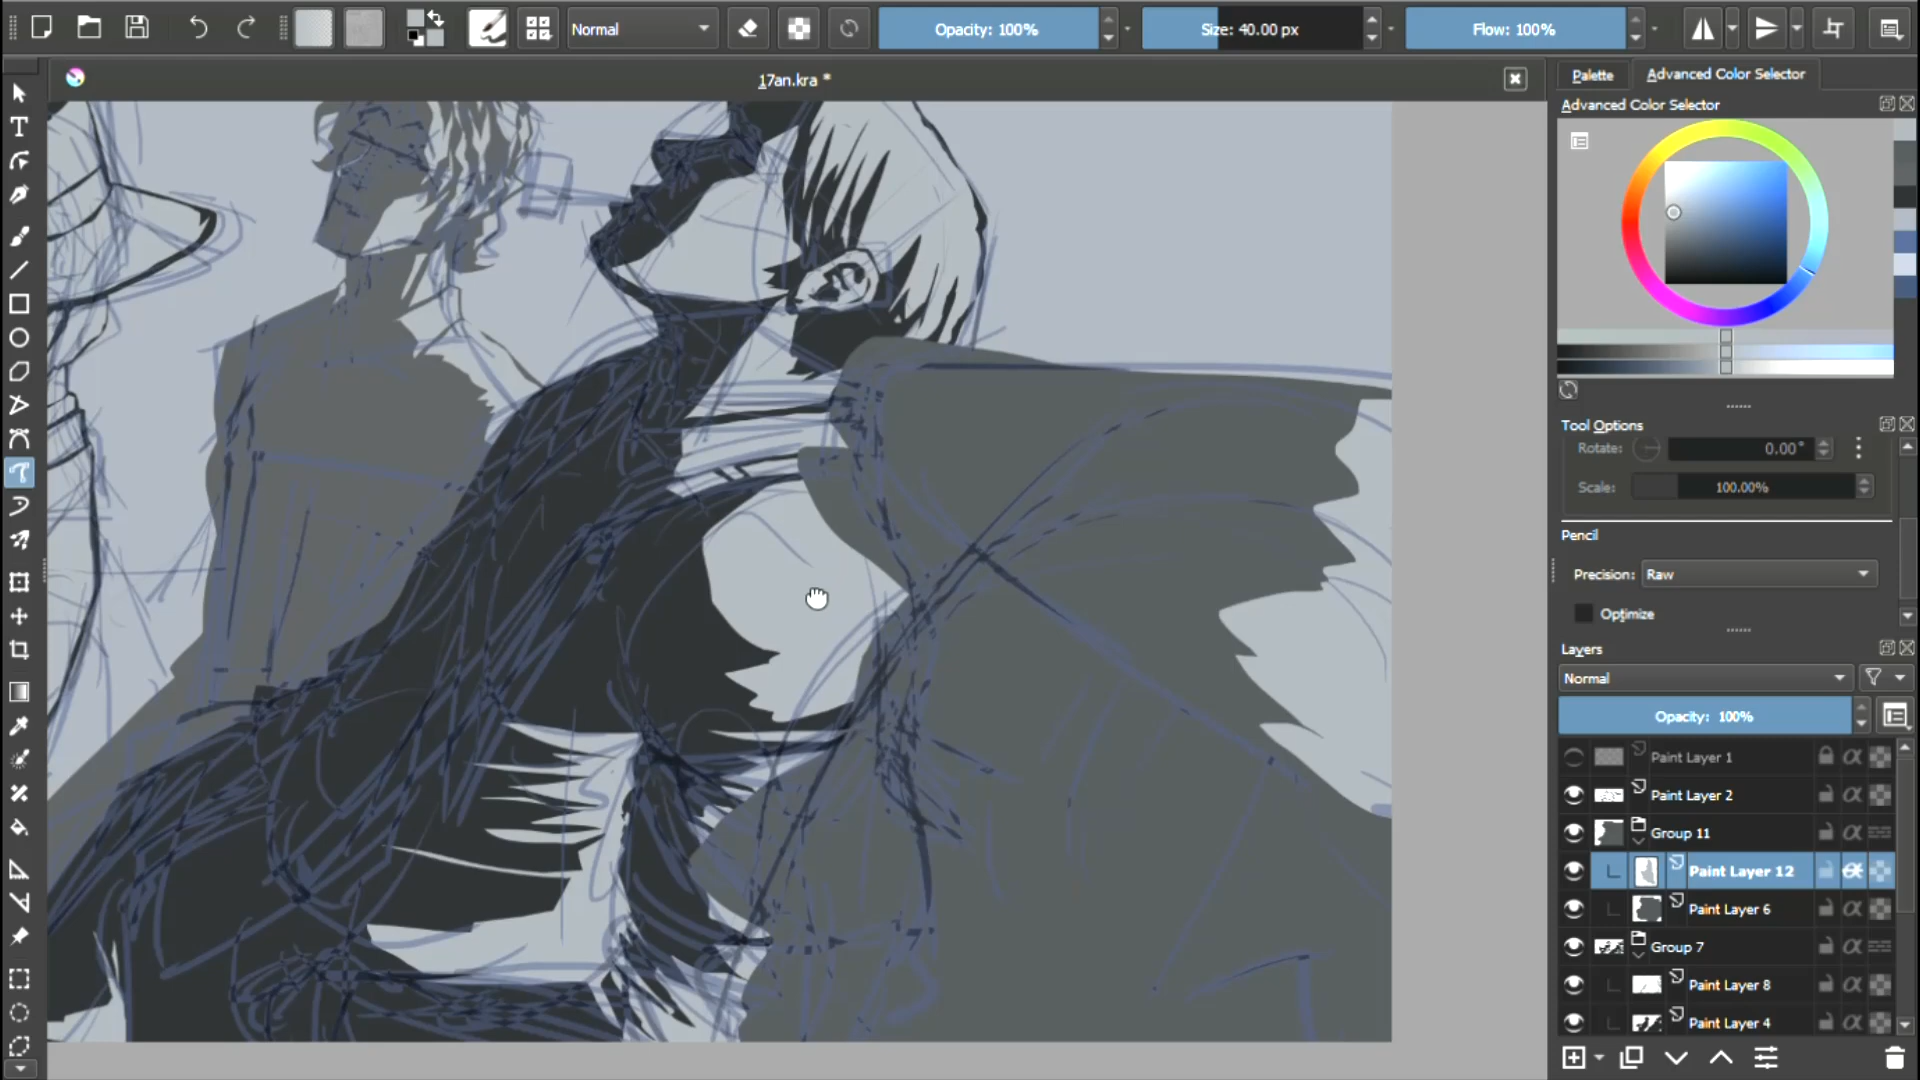 Normal
Opacity: 100%
Size: 40.00 px
Flow: 100%
17an.kra *
Palette
Advanced Color Selector
Advanced Color Selector
Tool Options
Rotate:
0.00°
Scale:
100.00%
Pencil
Precision:
Raw
Optimize
Layers
Normal
Opacity: 100%
Paint Layer 1
Paint Layer 2
Group 11
Paint Layer 12
Paint Layer 6
Group 7
Paint Layer 8
Paint Layer 4